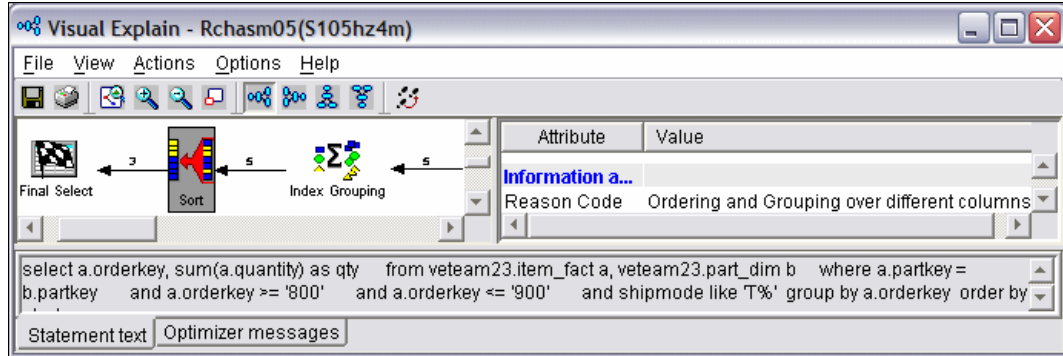 Visual Explain - Rchasm05(S105hz4m)
File View Actions Options Help
3 5 5
Final Select Sort Index Grouping
Attribute Value
Information a...
Reason Code Ordering and Grouping over different columns
select a.orderkey, sum(a.quantity) as qty from veteam23.item_fact a, veteam23.part_dim b where a.partkey =
b.partkey and a.orderkey >= '800' and a.orderkey <= '900' and shipmode like 'T%' group by a.orderkey order by
Statement text Optimizer messages